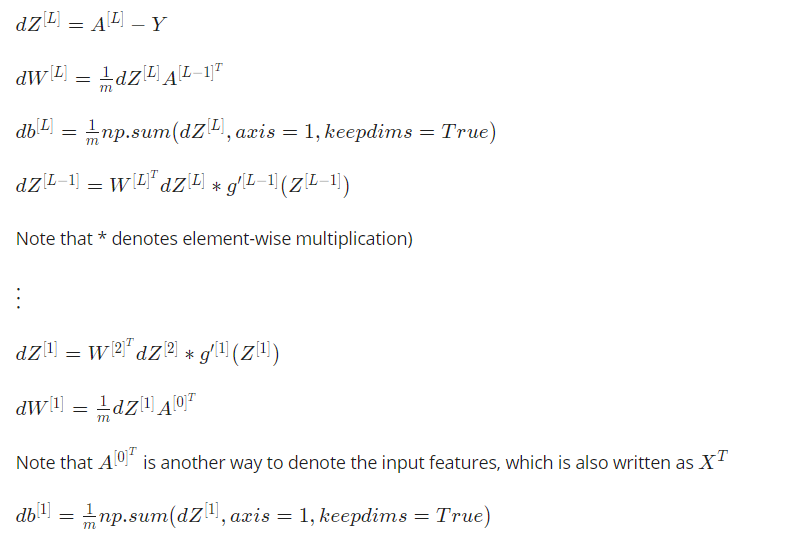 $dZ^{[L]} = A^{[L]} - Y$
$dW^{[L]} = \frac{1}{m} dZ^{[L]} A^{[L-1]^T}$
$db^{[L]} = \frac{1}{m} np.sum(dZ^{[L]}, axis = 1, keepdims = True)$
$dZ^{[L-1]} = W^{[L]^T} dZ^{[L]} * g'^{[L-1]}(Z^{[L-1]})$
Note that * denotes element-wise multiplication)
⋮
$dZ^{[1]} = W^{[2]^T} dZ^{[2]} * g'^{[1]}(Z^{[1]})$
$dW^{[1]} = \frac{1}{m} dZ^{[1]} A^{[0]^T}$
Note that $A^{[0]^T}$ is another way to denote the input features, which is also written as $X^T$
$db^{[1]} = \frac{1}{m} np.sum(dZ^{[1]}, axis = 1, keepdims = True)$